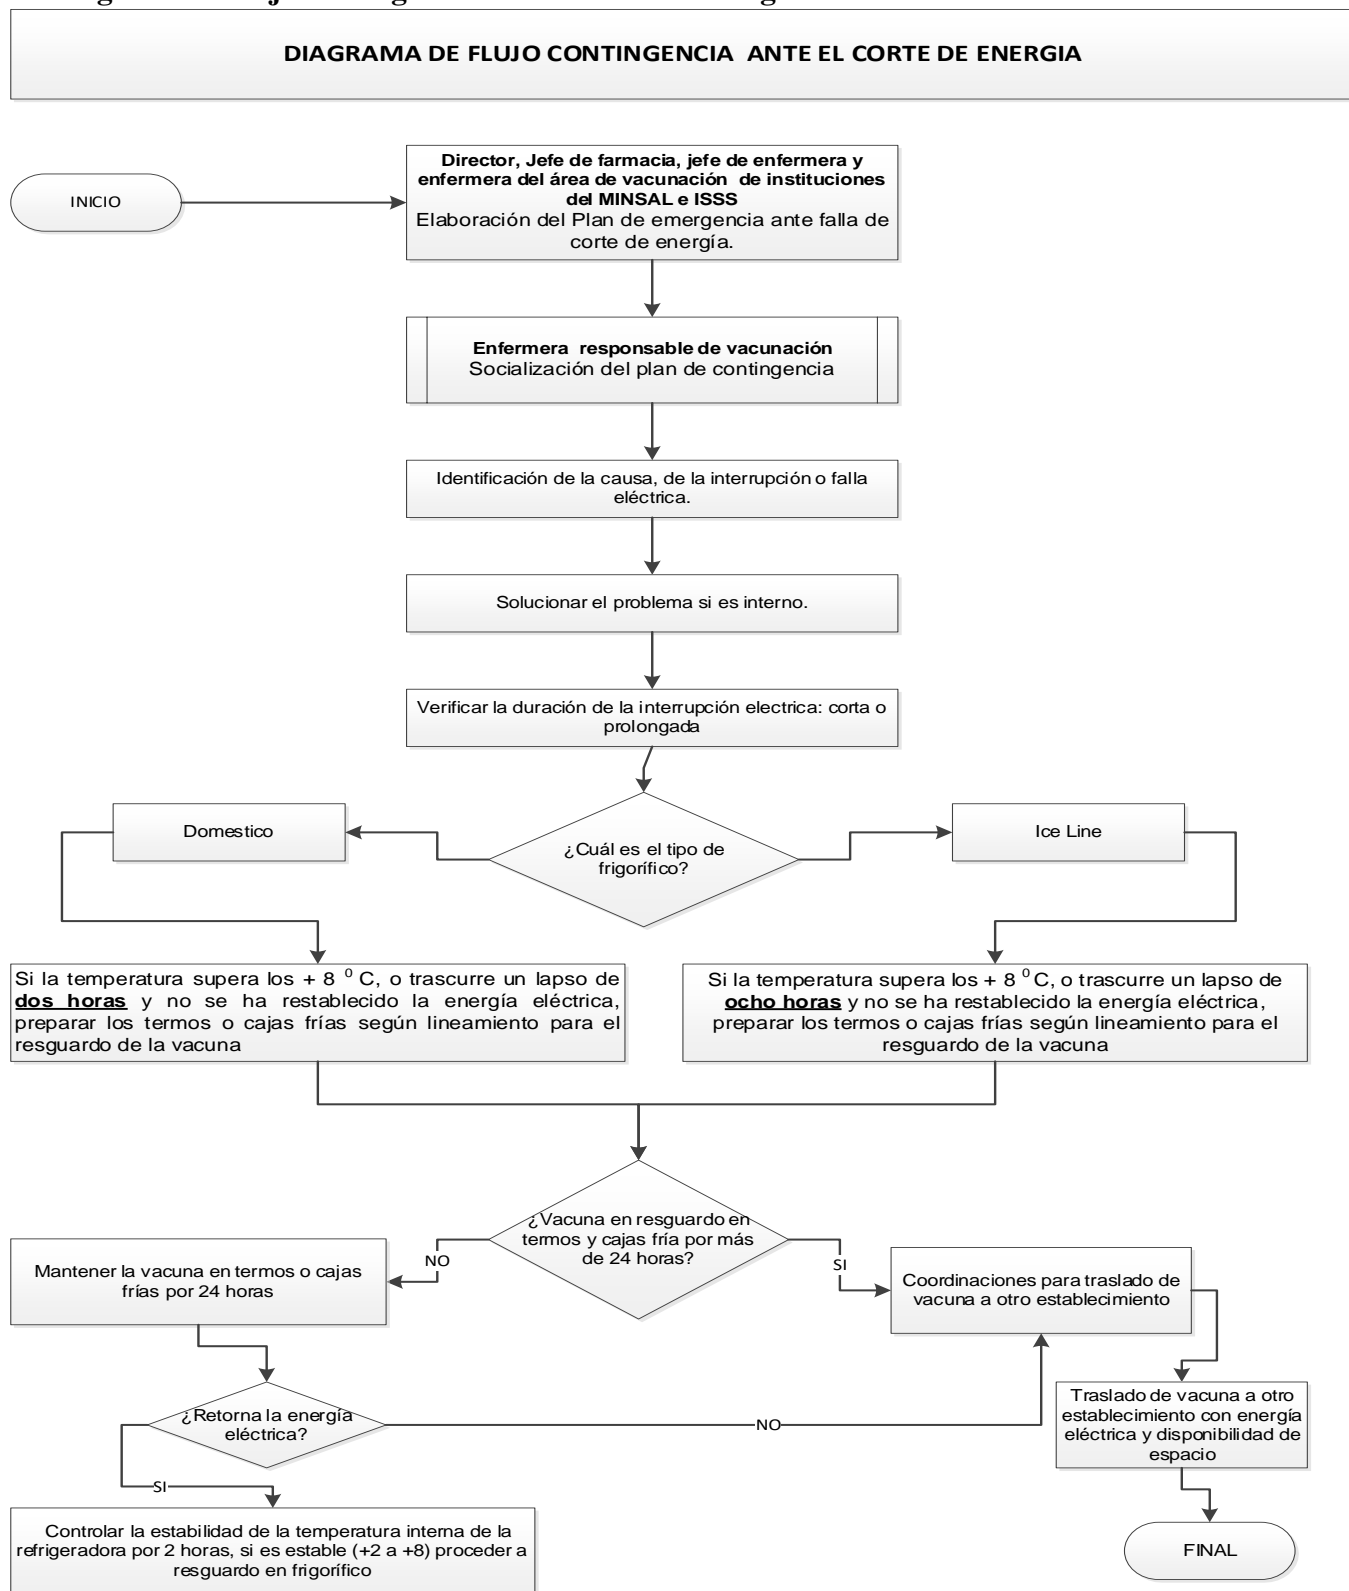 DIAGRAMA DE FLUJO CONTINGENCIA ANTE EL CORTE DE ENERGIA
INICIO
Director, Jefe de farmacia, jefe de enfermera y
enfermera del área de vacunación de instituciones
del MINSAL e ISSS
Elaboración del Plan de emergencia ante falla de
corte de energía.
Enfermera responsable de vacunación
Socialización del plan de contingencia
Identificación de la causa, de la interrupción o falla
eléctrica.
Solucionar el problema si es interno.
Verificar la duración de la interrupción electrica: corta o
prolongada
¿Cuál es el tipo de
frigorífico?
Domestico
Ice Line
Si la temperatura supera los + 8 ⁰ C, o trascurre un lapso de
dos horas y no se ha restablecido la energía eléctrica,
preparar los termos o cajas frías según lineamiento para el
resguardo de la vacuna
Si la temperatura supera los + 8 ⁰ C, o trascurre un lapso de
ocho horas y no se ha restablecido la energía eléctrica,
preparar los termos o cajas frías según lineamiento para el
resguardo de la vacuna
¿Vacuna en resguardo en
termos y cajas fría por más
de 24 horas?
NO
SI
Mantener la vacuna en termos o cajas
frías por 24 horas
Coordinaciones para traslado de
vacuna a otro establecimiento
¿Retorna la energía
eléctrica?
NO
SI
Traslado de vacuna a otro
establecimiento con energía
eléctrica y disponibilidad de
espacio
Controlar la estabilidad de la temperatura interna de la
refrigeradora por 2 horas, si es estable (+2 a +8) proceder a
resguardo en frigorífico
FINAL